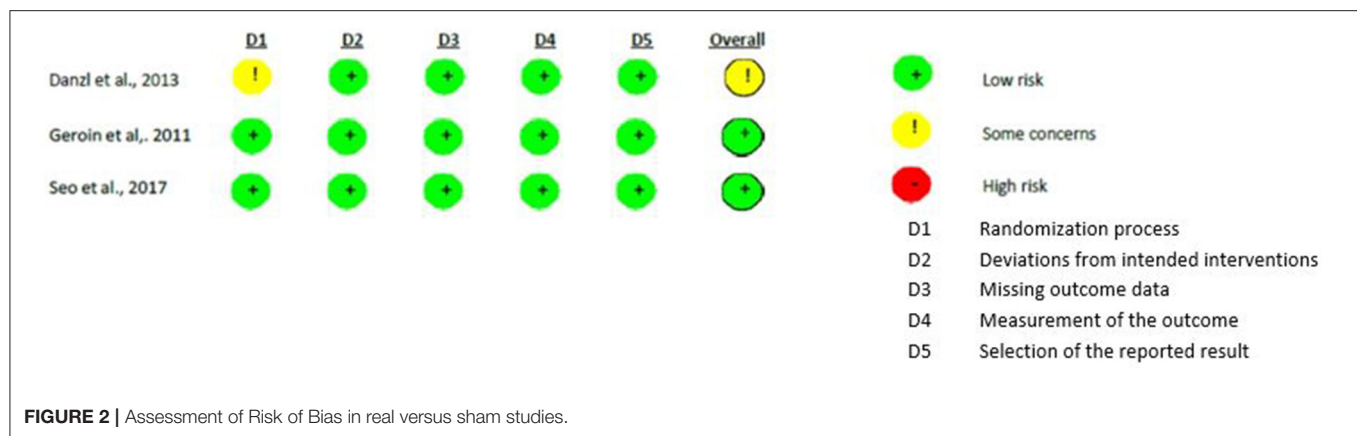 D1 D2 D3 D4 D5 Overall
Danzl et al., 2013 ! + + + + !
Geroin et al,. 2011 + + + + + +
Seo et al., 2017 + + + + + +
+ Low risk
! Some concerns
- High risk
D1 Randomization process
D2 Deviations from intended interventions
D3 Missing outcome data
D4 Measurement of the outcome
D5 Selection of the reported result
FIGURE 2 | Assessment of Risk of Bias in real versus sham studies.